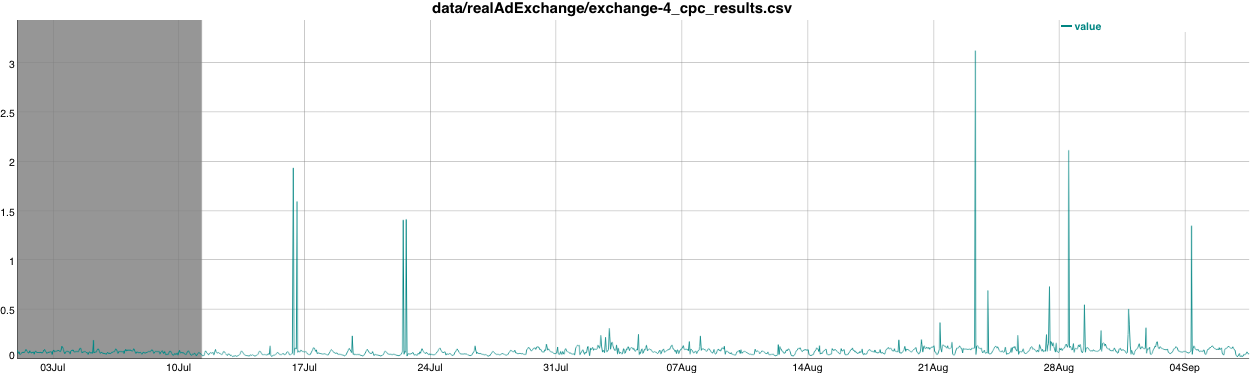 data/realAdExchange/exchange-4_cpc_results.csv
value
3
2.5
2
1.5
1
0.5
0
03Jul 10Jul 17Jul 24Jul 31Jul 07Aug 14Aug 21Aug 28Aug 04Sep